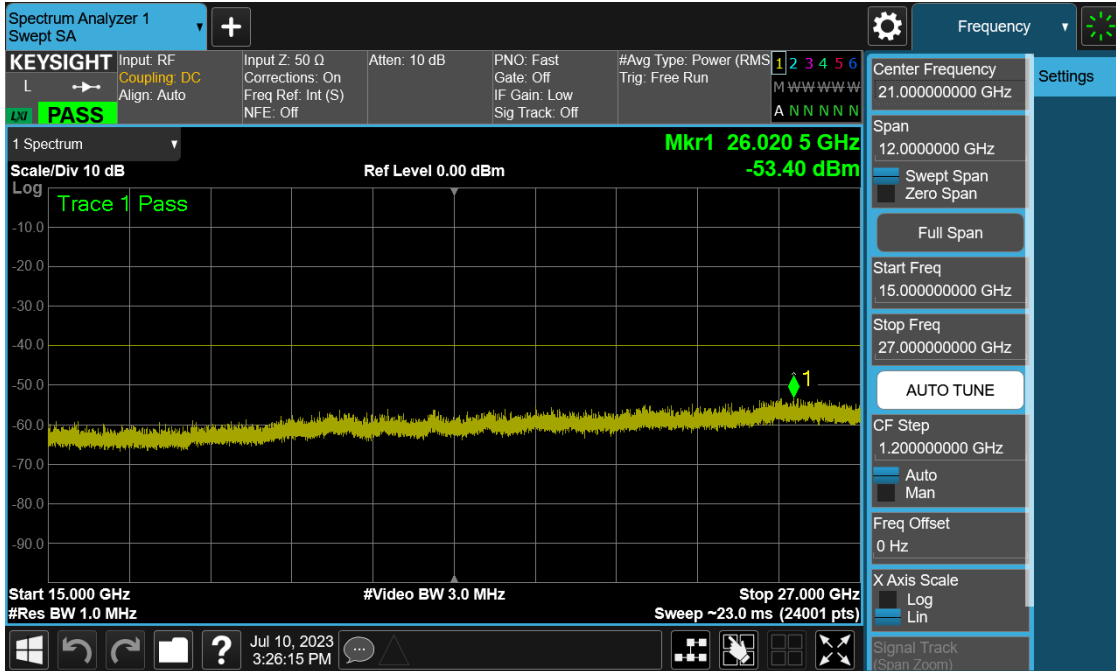 Spectrum Analyzer 1
Swept SA
+
Frequency
KEYSIGHT
L
LXI PASS
Input: RF
Coupling: DC
Align: Auto
Input Z: 50 Ω
Corrections: On
Freq Ref: Int (S)
NFE: Off
Atten: 10 dB
PNO: Fast
Gate: Off
IF Gain: Low
Sig Track: Off
#Avg Type: Power (RMS
Trig: Free Run
1 2 3 4 5 6
M W W W W W
A N N N N N
1 Spectrum
Scale/Div 10 dB
Ref Level 0.00 dBm
Mkr1 26.020 5 GHz
-53.40 dBm
Log
Trace 1 Pass
-10.0
-20.0
-30.0
-40.0
-50.0
-60.0
-70.0
-80.0
-90.0
1
Start 15.000 GHz
#Video BW 3.0 MHz
Stop 27.000 GHz
#Res BW 1.0 MHz
Sweep ~23.0 ms (24001 pts)
?
Jul 10, 2023
3:26:15 PM
Center Frequency
21.000000000 GHz
Settings
Span
12.0000000 GHz
Swept Span
Zero Span
Full Span
Start Freq
15.000000000 GHz
Stop Freq
27.000000000 GHz
AUTO TUNE
CF Step
1.200000000 GHz
Auto
Man
Freq Offset
0 Hz
X Axis Scale
Log
Lin
Signal Track
(Span Zoom)